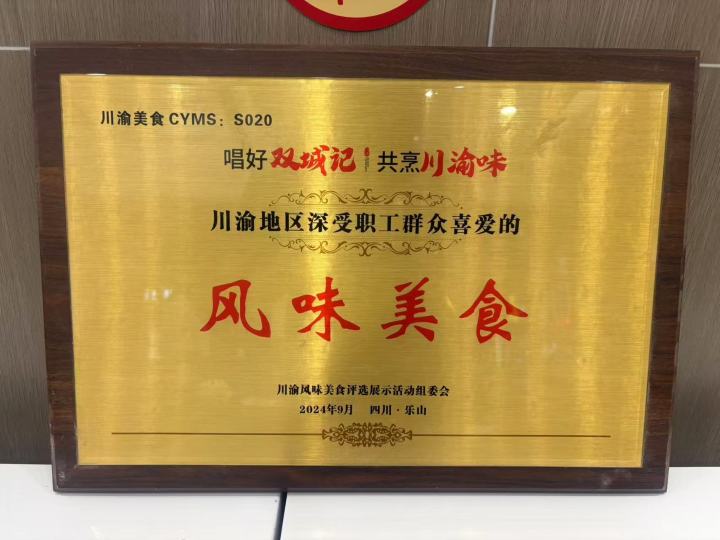 川渝美食 CYMS：S020
唱好双城记 共烹川渝味
川渝地区深受职工群众喜爱的
风味美食
川渝风味美食评选展示活动组委会
2024年9月 四川·乐山